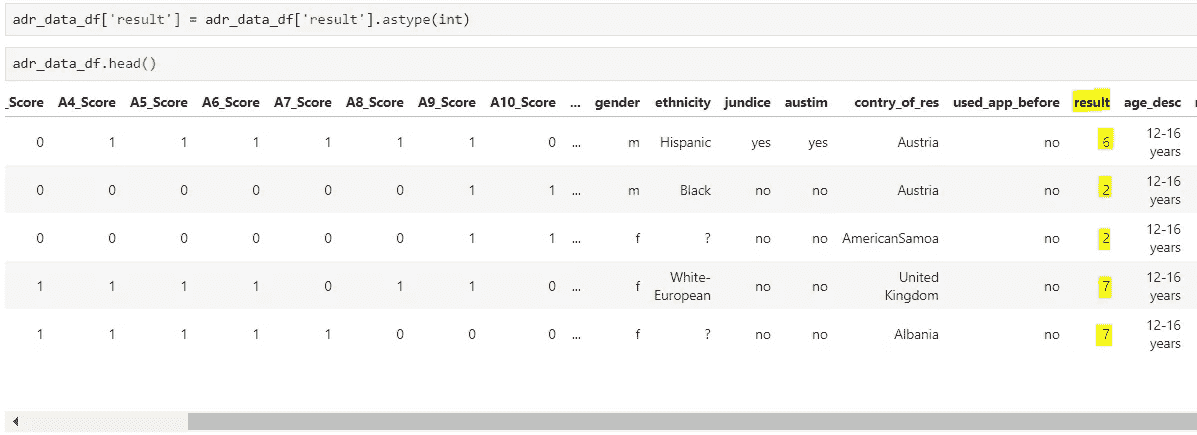 adr_data_df['result'] = adr_data_df['result'].astype(int)
adr_data_df.head()
_Score A4_Score A5_Score A6_Score A7_Score A8_Score A9_Score A10_Score ... gender ethnicity jundice austim contry_of_res used_app_before result age_desc
0 1 1 1 1 1 1 0 ... m Hispanic yes yes Austria no 6 12-16 years
0 0 0 0 0 0 1 1 ... m Black no no Austria no 2 12-16 years
0 0 0 0 0 0 1 1 ... f ? no no AmericanSamoa no 2 12-16 years
1 1 1 1 0 1 1 0 ... f White-European no no United Kingdom no 7 12-16 years
1 1 1 1 1 0 0 0 ... f ? no no Albania no 7 12-16 years